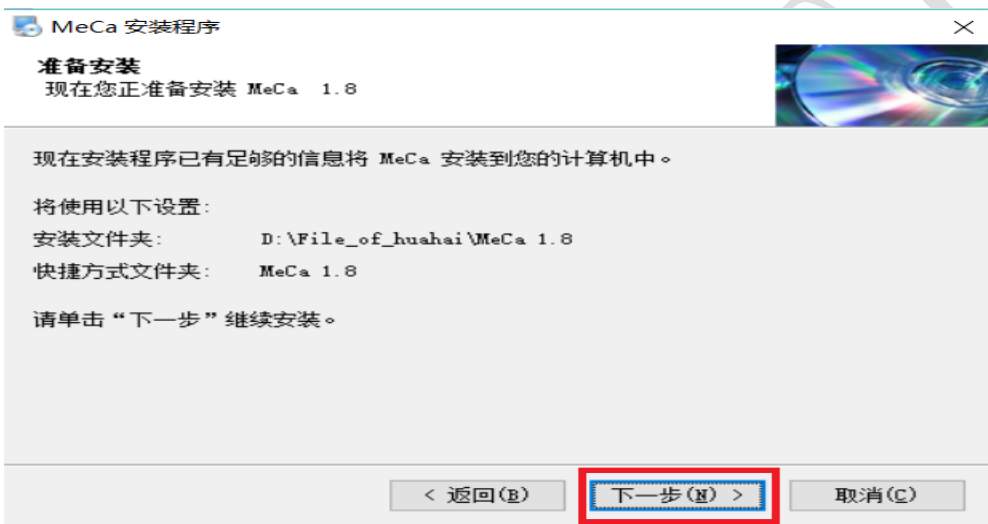 MeCa 安装程序
准备安装
现在您正准备安装 MeCa 1.8
现在安装程序已有足够的信息将 MeCa 安装到您的计算机中。
将使用以下设置:
安装文件夹: D:\File_of_huahai\MeCa 1.8
快捷方式文件夹: MeCa 1.8
请单击“下一步”继续安装。
< 返回(B) 下一步(N) > 取消(C)